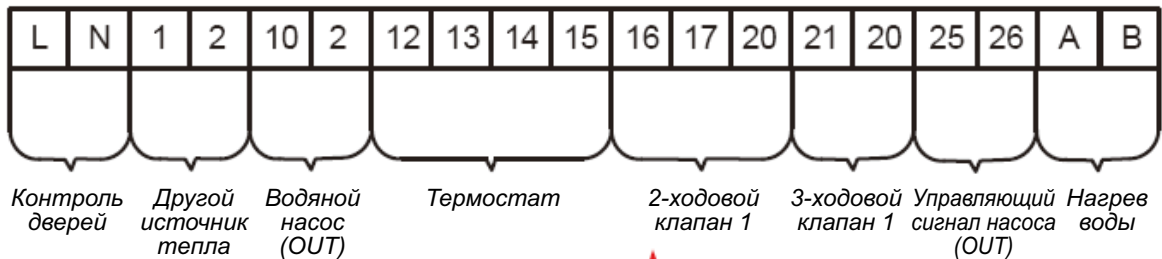 L N 1 2 10 2 12 13 14 15 16 17 20 21 20 25 26 A B
Контроль дверей
Другой источник тепла
Водяной насос (OUT)
Термостат
2-ходовой клапан 1
3-ходовой клапан 1
Управляющий сигнал насоса (OUT)
Нагрев воды